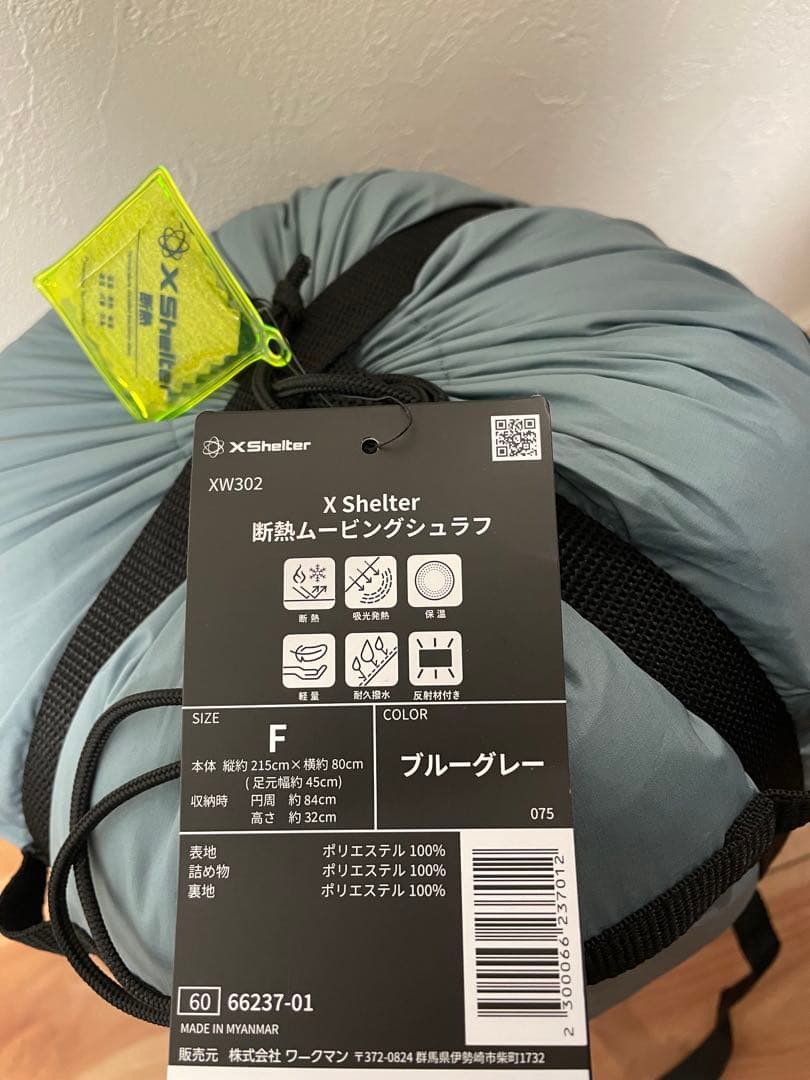 X Shelter
断熱
XShelter
XW302
X Shelter
断熱ムービングシュラフ
断熱 吸光発熱 保温
軽量 耐久撥水 反射材付き
SIZE
F
本体 縦約 215cm×横約 80cm
( 足元幅約 45cm)
収納時 円周 約 84cm
高さ 約 32cm
COLOR
ブルーグレー
075
表地 ポリエステル 100%
詰め物 ポリエステル 100%
裏地 ポリエステル 100%
2 300066 237012
60 66237-01
MADE IN MYANMAR
販売元 株式会社 ワークマン 〒372-0824 群馬県伊勢崎市柴町1732